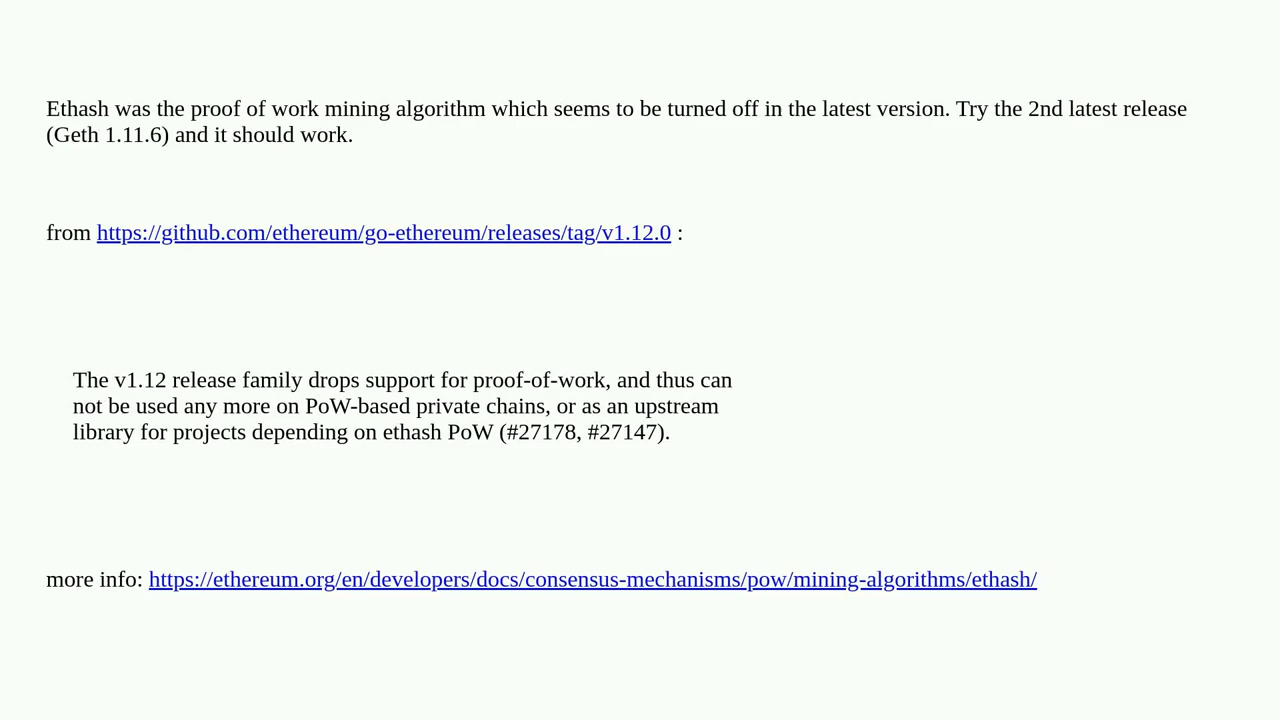 Ethash was the proof of work mining algorithm which seems to be turned off in the latest version. Try the 2nd latest release
(Geth 1.11.6) and it should work.
from https://github.com/ethereum/go-ethereum/releases/tag/v1.12.0 :
The v1.12 release family drops support for proof-of-work, and thus can
not be used any more on PoW-based private chains, or as an upstream
library for projects depending on ethash PoW (#27178, #27147).
more info: https://ethereum.org/en/developers/docs/consensus-mechanisms/pow/mining-algorithms/ethash/